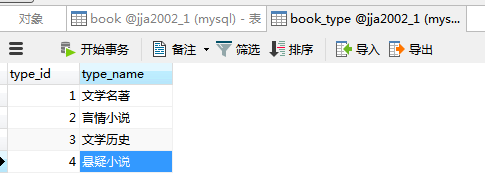 对象 book @jja2002_1 (mysql) - 表 book_type @jja2002_1 (mys...
开始事务 备注 筛选 排序 导入 导出
type_id type_name
1 文学名著
2 言情小说
3 文学历史
4 悬疑小说